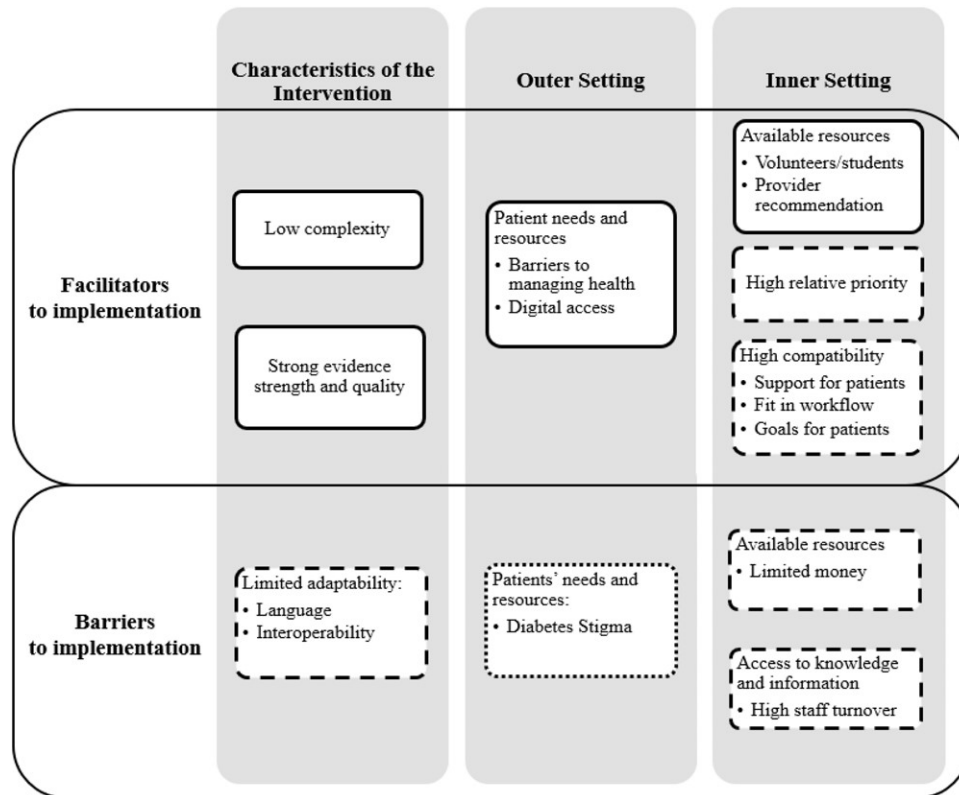 Characteristics of the
Intervention
Outer Setting
Inner Setting
Facilitators
to implementation
Low complexity
Strong evidence
strength and quality
Patient needs and
resources
• Barriers to
managing health
• Digital access
Available resources
• Volunteers/students
• Provider
recommendation
High relative priority
High compatibility
• Support for patients
• Fit in workflow
• Goals for patients
Barriers
to implementation
Limited adaptability:
• Language
• Interoperability
Patients’ needs and
resources:
• Diabetes Stigma
Available resources
• Limited money
Access to knowledge
and information
• High staff turnover